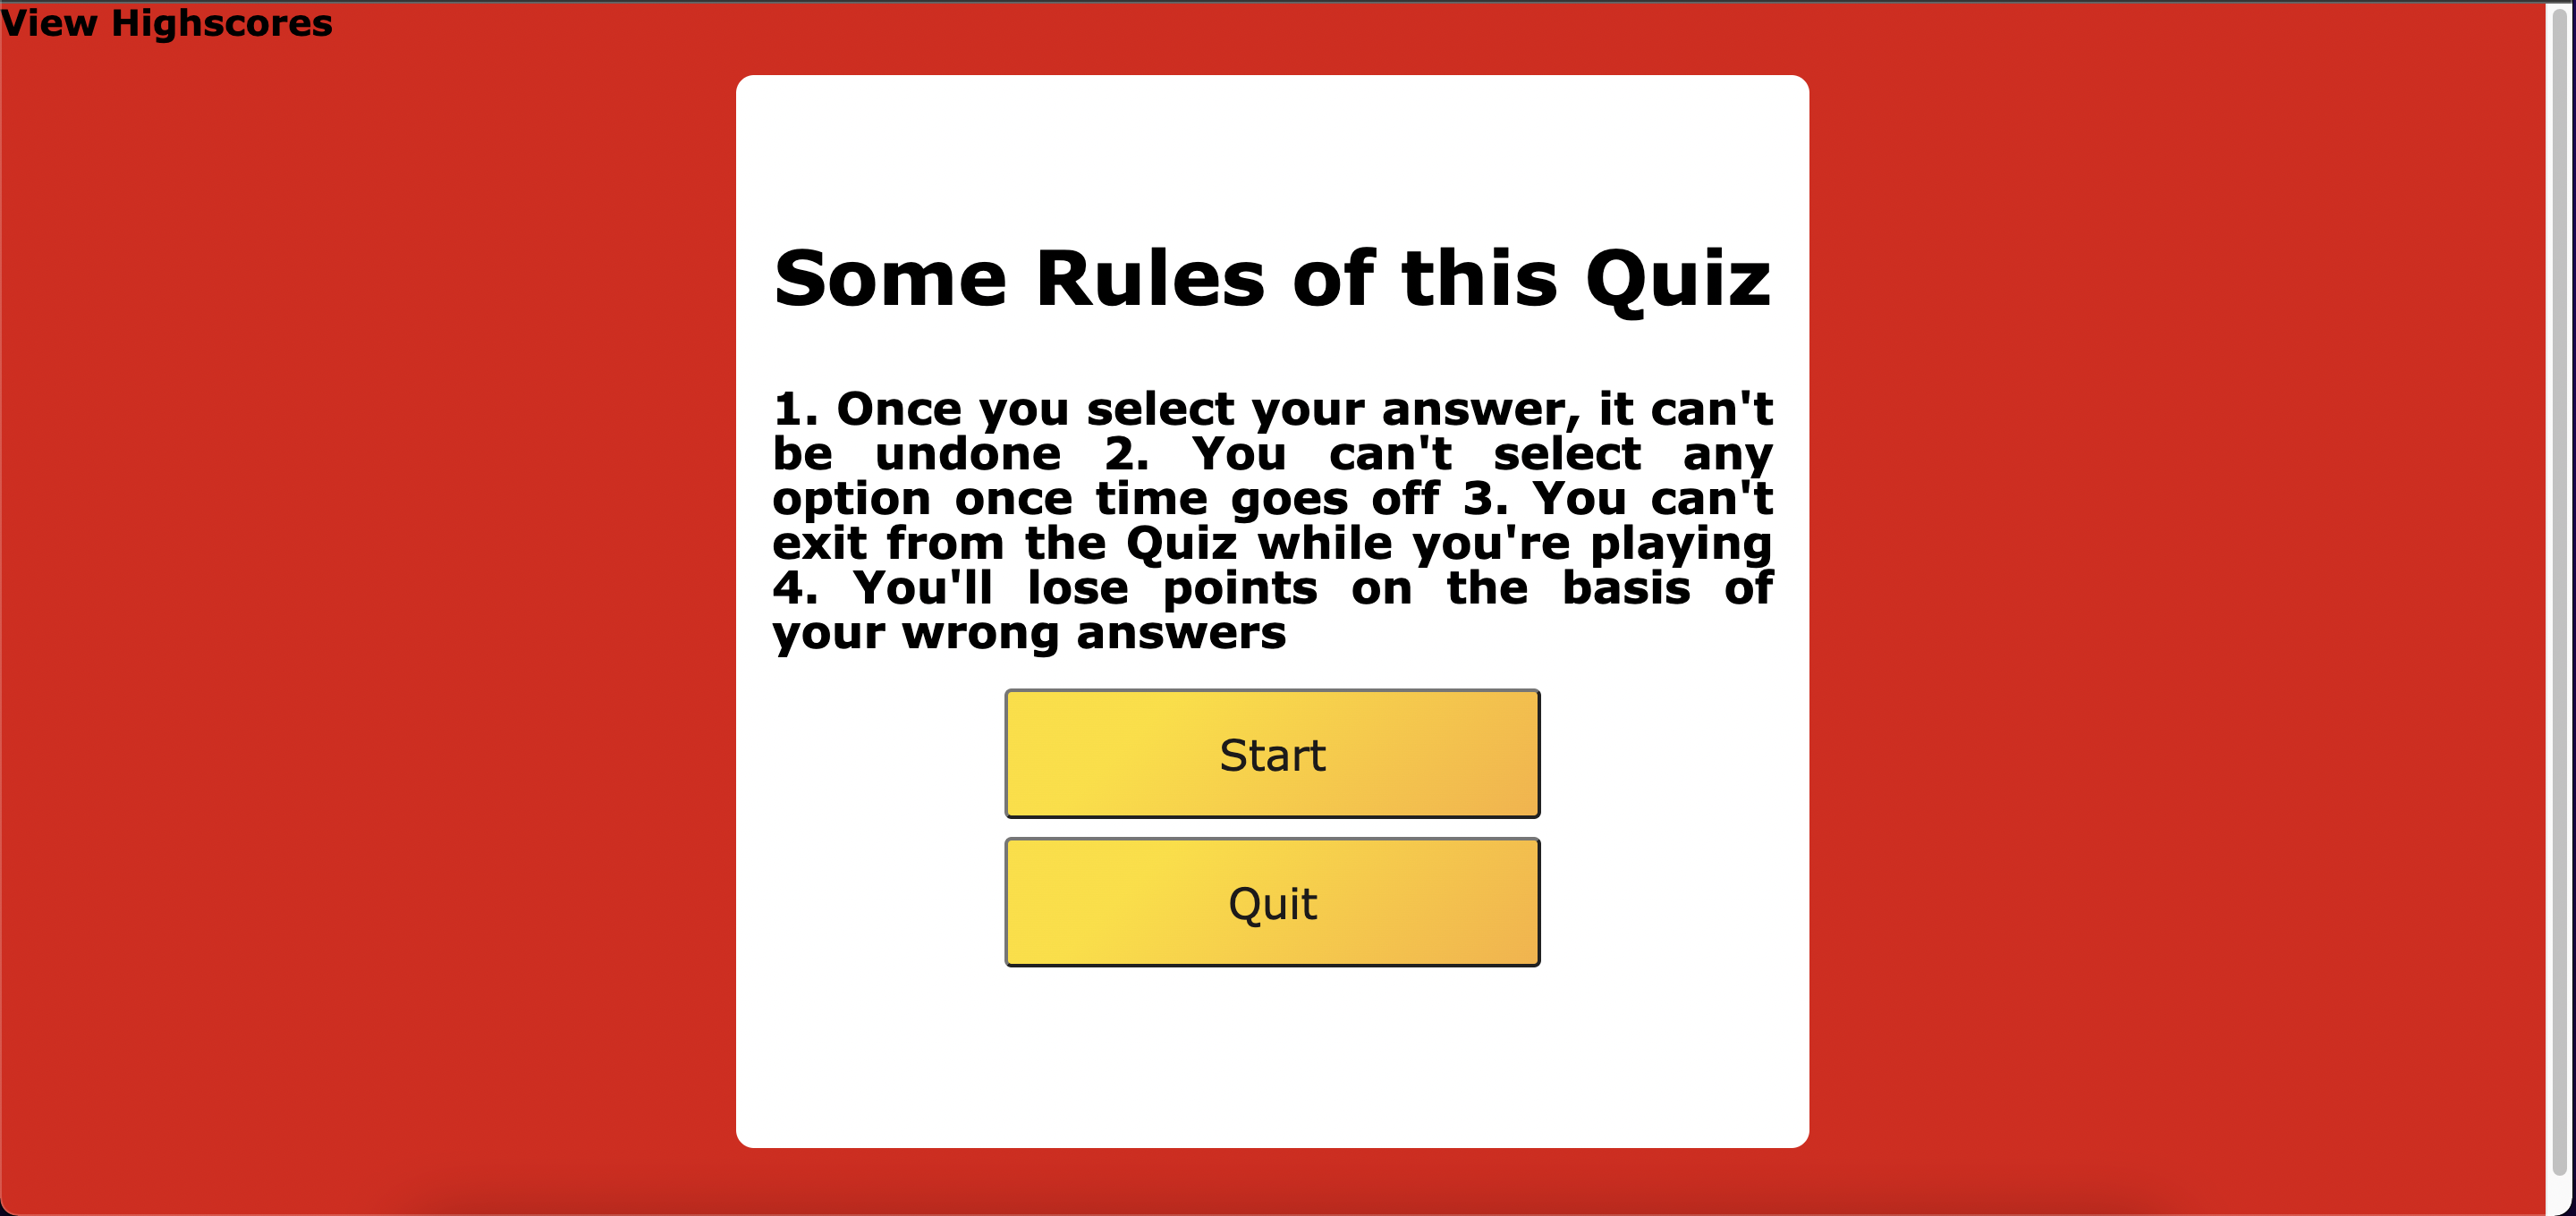 View Highscores
Some Rules of this Quiz
1. Once you select your answer, it can't
be undone 2. You can't select any
option once time goes off 3. You can't
exit from the Quiz while you're playing
4. You'll lose points on the basis of
your wrong answers
Start
Quit